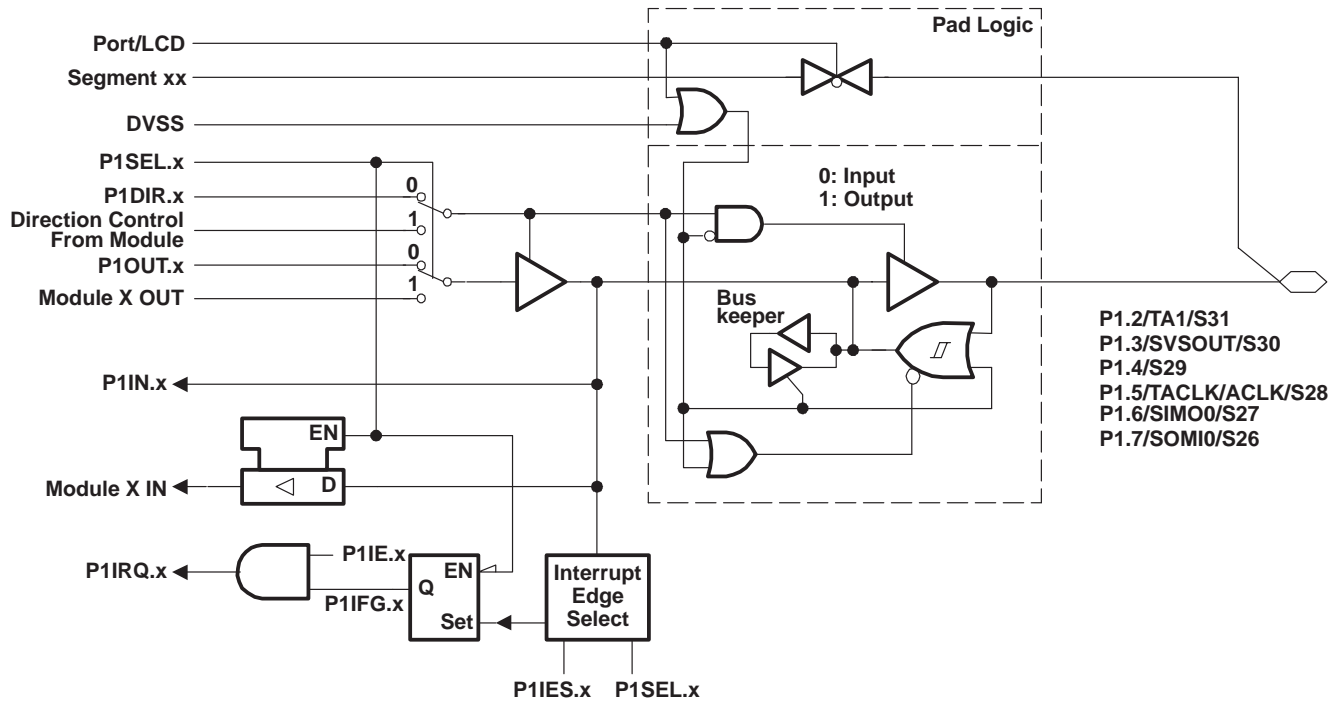 Pad Logic
Port/LCD
Segment xx
DVSS
P1SEL.x
P1DIR.x
0
Direction Control
From Module
1
P1OUT.x
0
Module X OUT
1
0: Input
1: Output
Bus
keeper
P1.2/TA1/S31
P1.3/SVSOUT/S30
P1.4/S29
P1.5/TACLK/ACLK/S28
P1.6/SIMO0/S27
P1.7/SOMI0/S26
P1IN.x
EN
Module X IN
D
P1IRQ.x
P1IE.x
P1IFG.x
EN
Q
Set
Interrupt
Edge
Select
P1IES.x
P1SEL.x